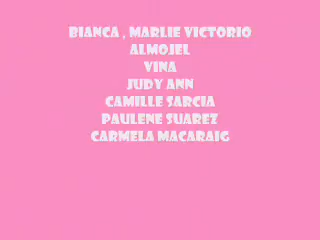 BIANCA , MARLIE VICTORIO
ALMOJEL
VINA
JUDY ANN
CAMILLE SARCIA
PAULENE SUAREZ
CARMELA MACARAIG